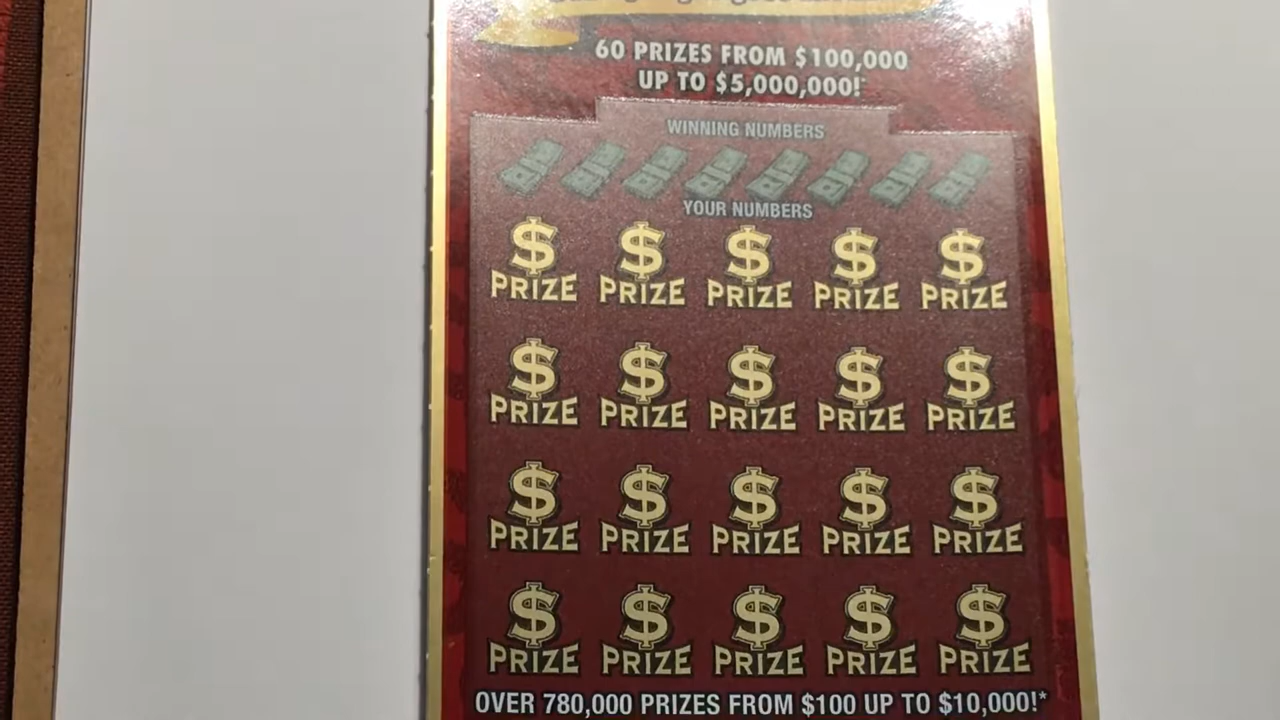 60 PRIZES FROM $100,000
UP TO $5,000,000!*
WINNING NUMBERS
YOUR NUMBERS
$ $ $ $ $
PRIZE PRIZE PRIZE PRIZE PRIZE
$ $ $ $ $
PRIZE PRIZE PRIZE PRIZE PRIZE
$ $ $ $ $
PRIZE PRIZE PRIZE PRIZE PRIZE
$ $ $ $ $
PRIZE PRIZE PRIZE PRIZE PRIZE
OVER 780,000 PRIZES FROM $100 UP TO $10,000!*